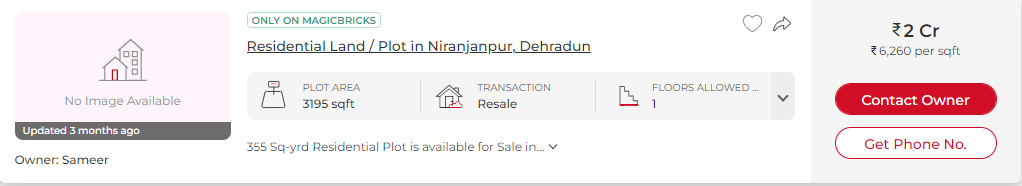 No Image Available
Updated 3 months ago
Owner: Sameer
ONLY ON MAGICBRICKS
Residential Land / Plot in Niranjanpur, Dehradun
PLOT AREA
3195 sqft
TRANSACTION
Resale
FLOORS ALLOWED ...
1
355 Sq-yrd Residential Plot is available for Sale in...
₹2 Cr
₹6,260 per sqft
Contact Owner
Get Phone No.